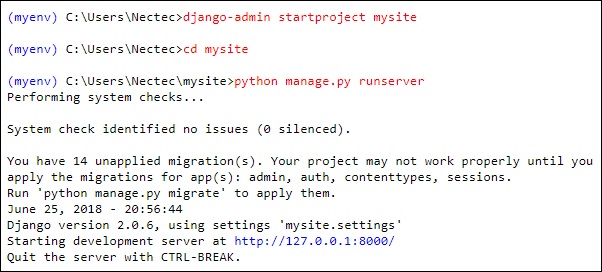 (myenv) C:\Users\Nectec>django-admin startproject mysite
(myenv) C:\Users\Nectec>cd mysite
(myenv) C:\Users\Nectec\mysite>python manage.py runserver
Performing system checks...
System check identified no issues (0 silenced).
You have 14 unapplied migration(s). Your project may not work properly until you
apply the migrations for app(s): admin, auth, contenttypes, sessions.
Run 'python manage.py migrate' to apply them.
June 25, 2018 - 20:56:44
Django version 2.0.6, using settings 'mysite.settings'
Starting development server at http://127.0.0.1:8000/
Quit the server with CTRL-BREAK.